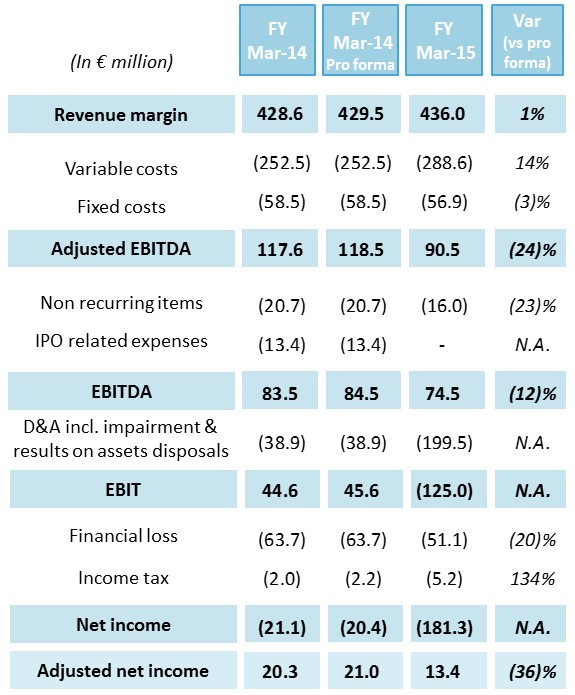 (In € million) FY Mar-14 FY Mar-14 Pro forma FY Mar-15 Var (vs pro forma)
Revenue margin 428.6 429.5 436.0 1%
Variable costs (252.5) (252.5) (288.6) 14%
Fixed costs (58.5) (58.5) (56.9) (3)%
Adjusted EBITDA 117.6 118.5 90.5 (24)%
Non recurring items (20.7) (20.7) (16.0) (23)%
IPO related expenses (13.4) (13.4) - N.A.
EBITDA 83.5 84.5 74.5 (12)%
D&A incl. impairment &
results on assets disposals (38.9) (38.9) (199.5) N.A.
EBIT 44.6 45.6 (125.0) N.A.
Financial loss (63.7) (63.7) (51.1) (20)%
Income tax (2.0) (2.2) (5.2) 134%
Net income (21.1) (20.4) (181.3) N.A.
Adjusted net income 20.3 21.0 13.4 (36)%